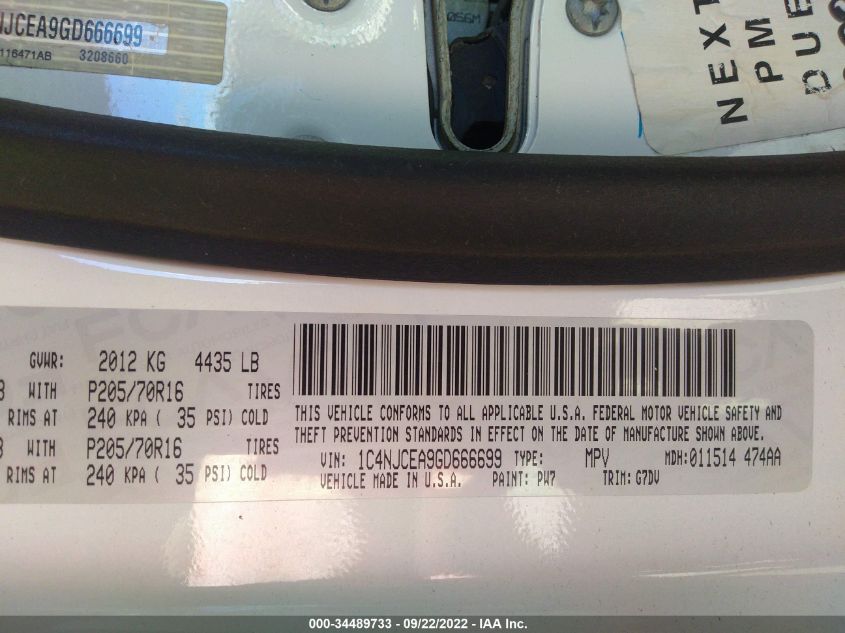 JCEA9GD666699
116471AB 3208660
NEXT
PM
DUE
GVWR: 2012 KG 4435 LB
WITH P205/70R16 TIRES
RIMS AT 240 KPA ( 35 PSI) COLD
WITH P205/70R16 TIRES
RIMS AT 240 KPA ( 35 PSI) COLD
THIS VEHICLE CONFORMS TO ALL APPLICABLE U.S.A. FEDERAL MOTOR VEHICLE SAFETY AND
THEFT PREVENTION STANDARDS IN EFFECT ON THE DATE OF MANUFACTURE SHOWN ABOVE.
VIN: 1C4NJCEA9GD666699 TYPE: MPV MDH:011514 474AA
VEHICLE MADE IN U.S.A. PAINT: PW7 TRIM: G7DV
000-34489733 - 09/22/2022 - IAA Inc.